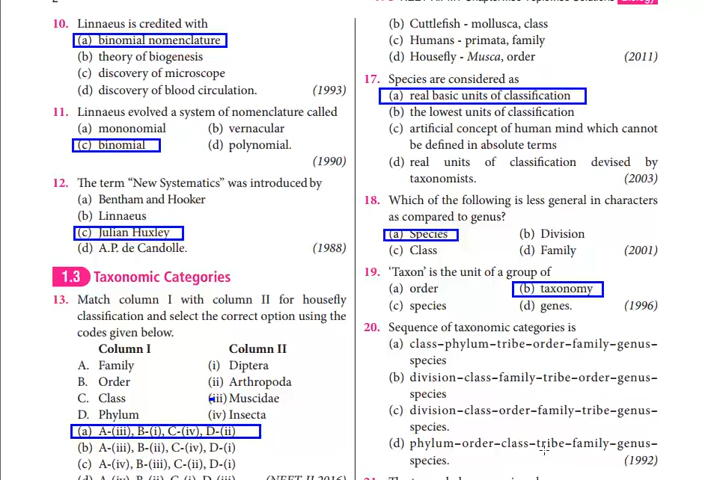 10. Linnaeus is credited with
(a) binomial nomenclature
(b) theory of biogenesis
(c) discovery of microscope
(d) discovery of blood circulation. (1993)
11. Linnaeus evolved a system of nomenclature called
(a) mononomial (b) vernacular
(c) binomial (d) polynomial.
(1990)
12. The term “New Systematics” was introduced by
(a) Bentham and Hooker
(b) Linnaeus
(c) Julian Huxley
(d) A.P. de Candolle. (1988)
1.3 Taxonomic Categories
13. Match column I with column II for housefly
classification and select the correct option using the
codes given below.
Column I Column II
A. Family (i) Diptera
B. Order (ii) Arthropoda
C. Class (iii) Muscidae
D. Phylum (iv) Insecta
(a) A-(iii), B-(i), C-(iv), D-(ii)
(b) A-(iii), B-(ii), C-(iv), D-(i)
(c) A-(iv), B-(iii), C-(ii), D-(i)
(b) Cuttlefish - mollusca, class
(c) Humans - primata, family
(d) Housefly - Musca, order (2011)
17. Species are considered as
(a) real basic units of classification
(b) the lowest units of classification
(c) artificial concept of human mind which cannot
be defined in absolute terms
(d) real units of classification devised by
taxonomists. (2003)
18. Which of the following is less general in characters
as compared to genus?
(a) Species (b) Division
(c) Class (d) Family (2001)
19. ‘Taxon’ is the unit of a group of
(a) order (b) taxonomy
(c) species (d) genes. (1996)
20. Sequence of taxonomic categories is
(a) class–phylum–tribe–order–family–genus–
species
(b) division–class–family–tribe–order–genus–
species
(c) division–class–order–family–tribe–genus–
species.
(d) phylum–order–class–tribe–family–genus–
species. (1992)